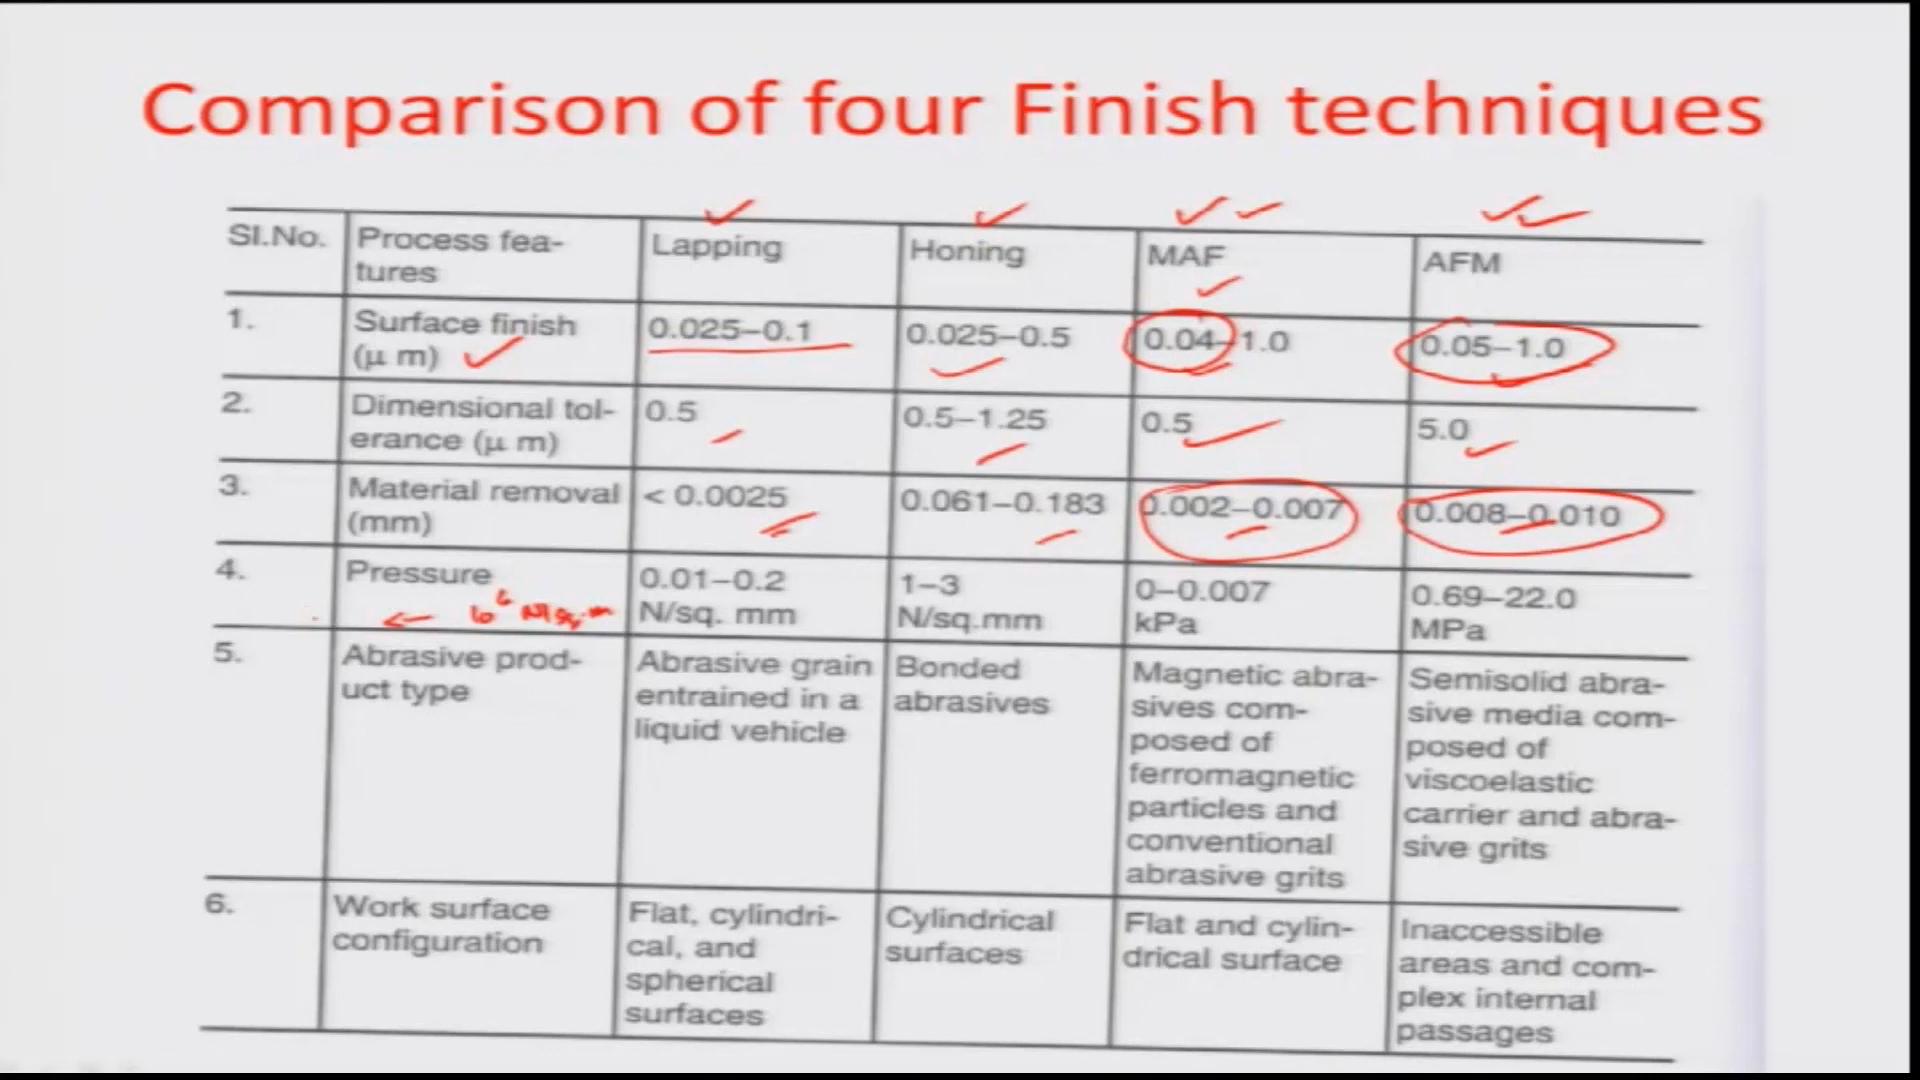 Comparison of four Finish techniques
Sl.No. Process fea- Lapping Honing MAF AFM
tures
1. Surface finish 0.025–0.1 0.025–0.5 0.04–1.0 0.05–1.0
(μ m)
2. Dimensional tol- 0.5 0.5–1.25 0.5 5.0
erance (μ m)
3. Material removal < 0.0025 0.061–0.183 0.002–0.007 0.008–0.010
(mm)
4. Pressure 0.01–0.2 1–3 0–0.007 0.69–22.0
N/sq. mm N/sq.mm kPa MPa
5. Abrasive prod- Abrasive grain Bonded Magnetic abra- Semisolid abra-
uct type entrained in a abrasives sives com- sive media com-
liquid vehicle posed of posed of
ferromagnetic viscoelastic
particles and carrier and abra-
conventional sive grits
abrasive grits
6. Work surface Flat, cylindri- Cylindrical Flat and cylin- Inaccessible
configuration cal, and surfaces drical surface areas and com-
spherical plex internal
surfaces passages